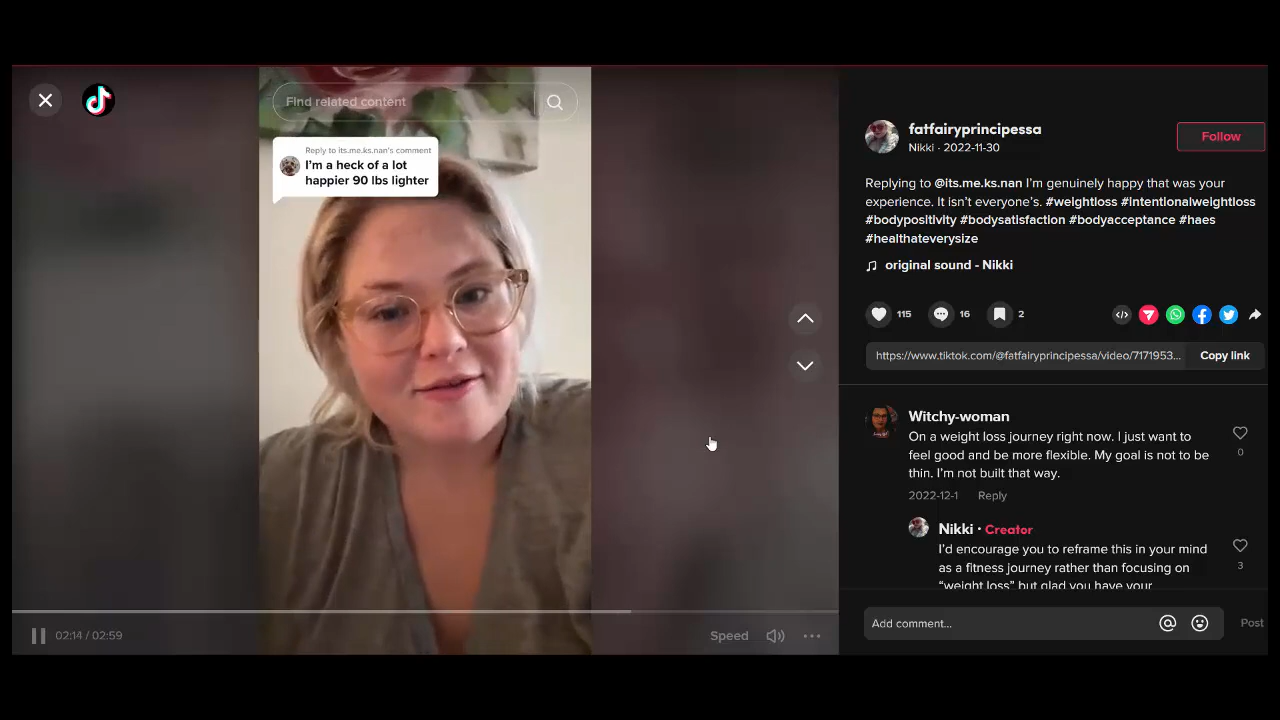 Find related content
Reply to its.me.ks.nan's comment
I'm a heck of a lot
happier 90 lbs lighter
02:14 / 02:59
Speed
fatfairyprincipessa
Nikki · 2022-11-30
Follow
Replying to @its.me.ks.nan I'm genuinely happy that was your
experience. It isn't everyone's. #weightloss #intentionalweightloss
#bodypositivity #bodysatisfaction #bodyacceptance #haes
#healthateverysize
original sound - Nikki
115
16
2
https://www.tiktok.com/@fatfairyprincipessa/video/7171953...
Copy link
Witchy-woman
On a weight loss journey right now. I just want to
feel good and be more flexible. My goal is not to be
thin. I'm not built that way.
0
2022-12-1 Reply
Nikki · Creator
I'd encourage you to reframe this in your mind
as a fitness journey rather than focusing on
3
"weight loss" but glad you have your
Add comment...
Post